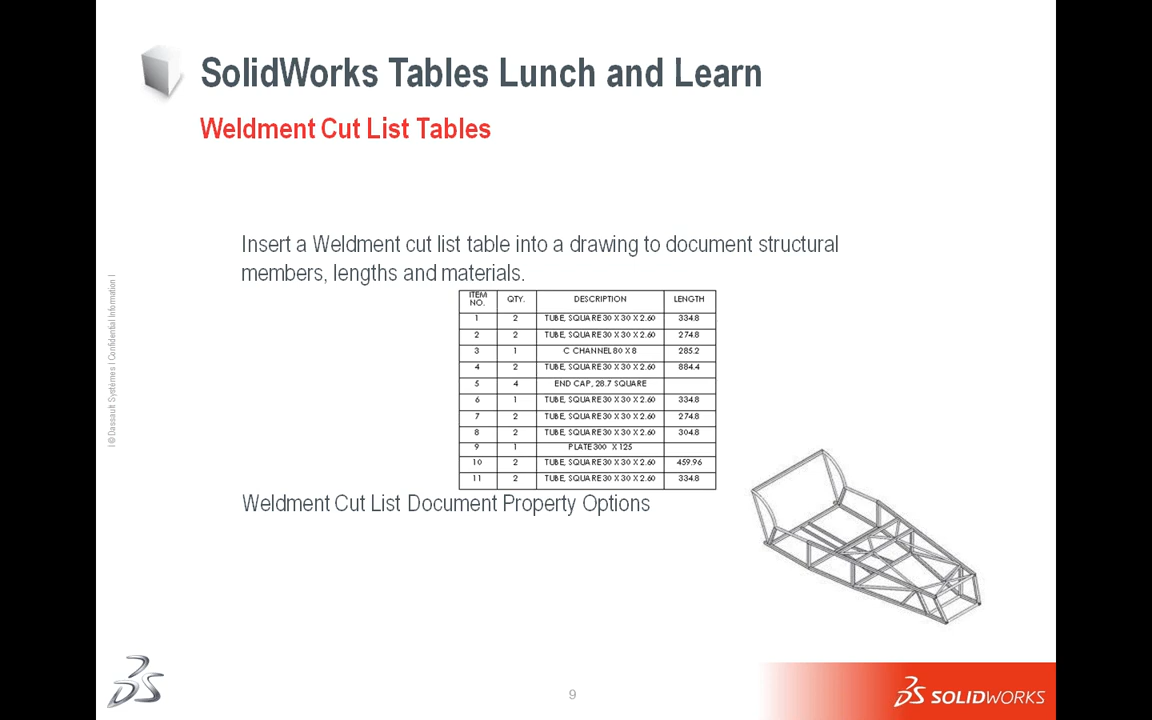 SolidWorks Tables Lunch and Learn
Weldment Cut List Tables
Insert a Weldment cut list table into a drawing to document structural
members, lengths and materials.
ITEM NO. QTY. DESCRIPTION LENGTH
1 2 TUBE, SQUARE 30 X 30 X 2.60 334.8
2 2 TUBE, SQUARE 30 X 30 X 2.60 274.8
3 1 C CHANNEL 80 X 8 285.2
4 2 TUBE, SQUARE 30 X 30 X 2.60 884.4
5 4 END CAP, 28.7 SQUARE
6 1 TUBE, SQUARE 30 X 30 X 2.60 334.8
7 2 TUBE, SQUARE 30 X 30 X 2.60 274.8
8 2 TUBE, SQUARE 30 X 30 X 2.60 304.8
9 1 PLATE 300 X 125
10 2 TUBE, SQUARE 30 X 30 X 2.60 459.96
11 2 TUBE, SQUARE 30 X 30 X 2.60 334.8
Weldment Cut List Document Property Options
I © Dassault Systèmes I Confidential Information I
9
SOLIDWORKS